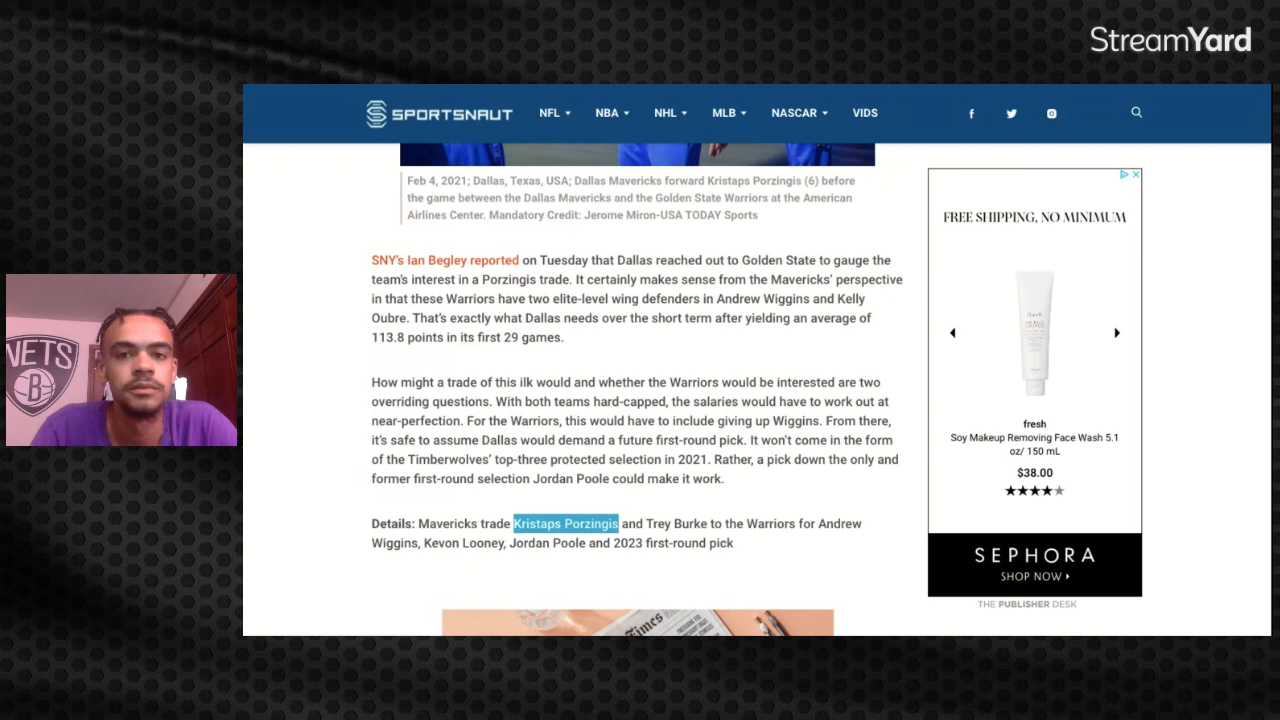 StreamYard
SPORTSNAUT NFL NBA NHL MLB NASCAR VIDS
Feb 4, 2021; Dallas, Texas, USA; Dallas Mavericks forward Kristaps Porzingis (6) before
the game between the Dallas Mavericks and the Golden State Warriors at the American
Airlines Center. Mandatory Credit: Jerome Miron-USA TODAY Sports
SNY's Ian Begley reported on Tuesday that Dallas reached out to Golden State to gauge the
team's interest in a Porzingis trade. It certainly makes sense from the Mavericks' perspective
in that these Warriors have two elite-level wing defenders in Andrew Wiggins and Kelly
Oubre. That's exactly what Dallas needs over the short term after yielding an average of
113.8 points in its first 29 games.
How might a trade of this ilk would and whether the Warriors would be interested are two
overriding questions. With both teams hard-capped, the salaries would have to work out at
near-perfection. For the Warriors, this would have to include giving up Wiggins. From there,
it's safe to assume Dallas would demand a future first-round pick. It won't come in the form
of the Timberwolves' top-three protected selection in 2021. Rather, a pick down the only and
former first-round selection Jordan Poole could make it work.
Details: Mavericks trade Kristaps Porzingis and Trey Burke to the Warriors for Andrew
Wiggins, Kevon Looney, Jordan Poole and 2023 first-round pick
Times
FREE SHIPPING, NO MINIMUM
fresh
fresh
Soy Makeup Removing Face Wash 5.1
oz/ 150 mL
$38.00
SEPHORA
SHOP NOW
THE PUBLISHER DESK
NETS
B